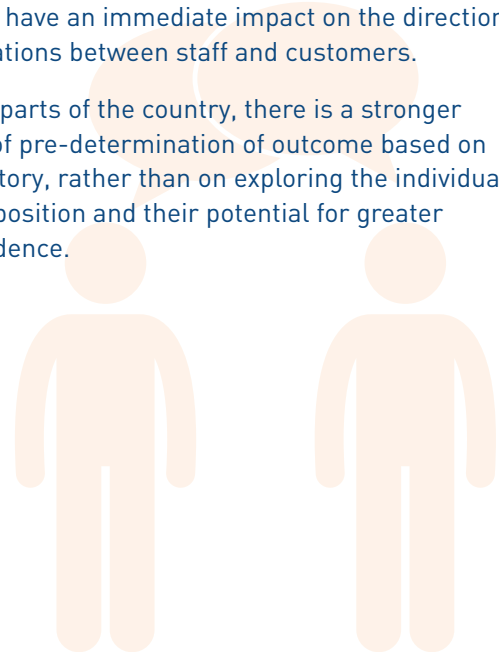 have an immediate impact on the direction
ations between staff and customers.
parts of the country, there is a stronger
of pre-determination of outcome based on
tory, rather than on exploring the individua
position and their potential for greater
dence.